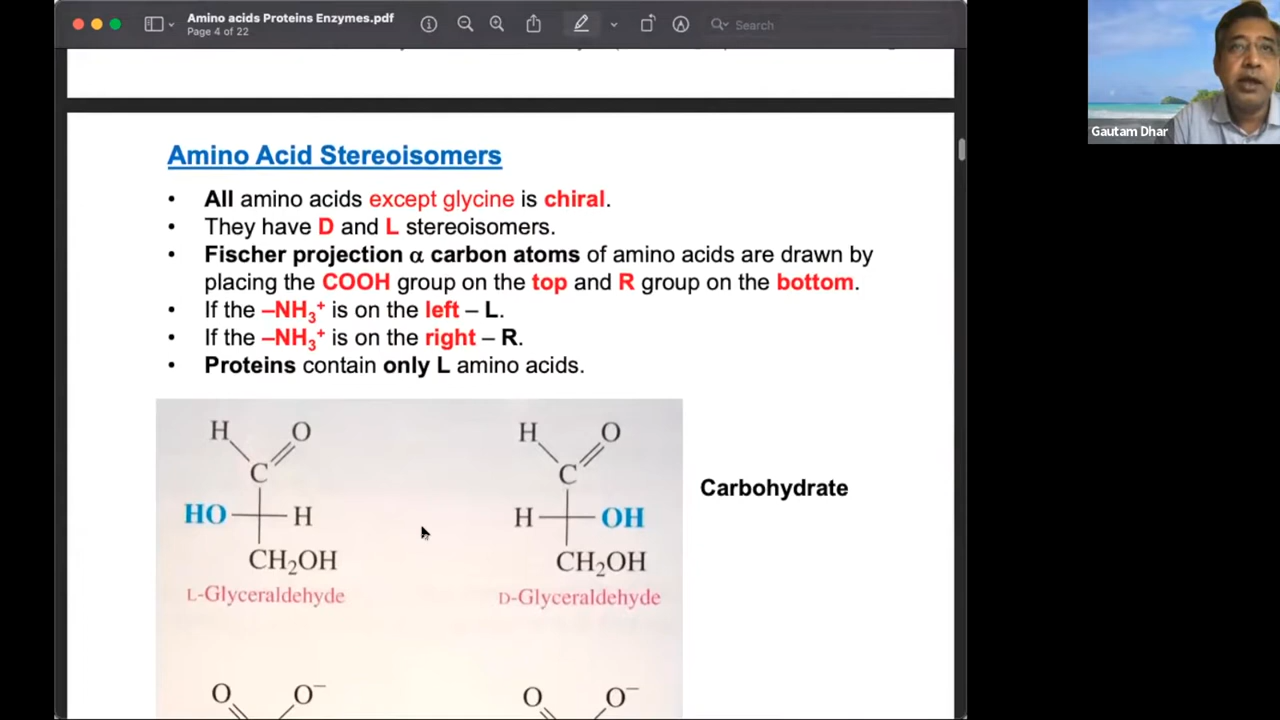 Amino acids Proteins Enzymes.pdf
Page 4 of 22
Search
Gautam Dhar
Amino Acid Stereoisomers
• All amino acids except glycine is chiral.
• They have D and L stereoisomers.
• Fischer projection α carbon atoms of amino acids are drawn by
placing the COOH group on the top and R group on the bottom.
• If the –NH₃⁺ is on the left – L.
• If the –NH₃⁺ is on the right – R.
• Proteins contain only L amino acids.
H O H O
C C
Carbohydrate
HO H H OH
CH₂OH CH₂OH
L-Glyceraldehyde D-Glyceraldehyde
O O⁻ O O⁻